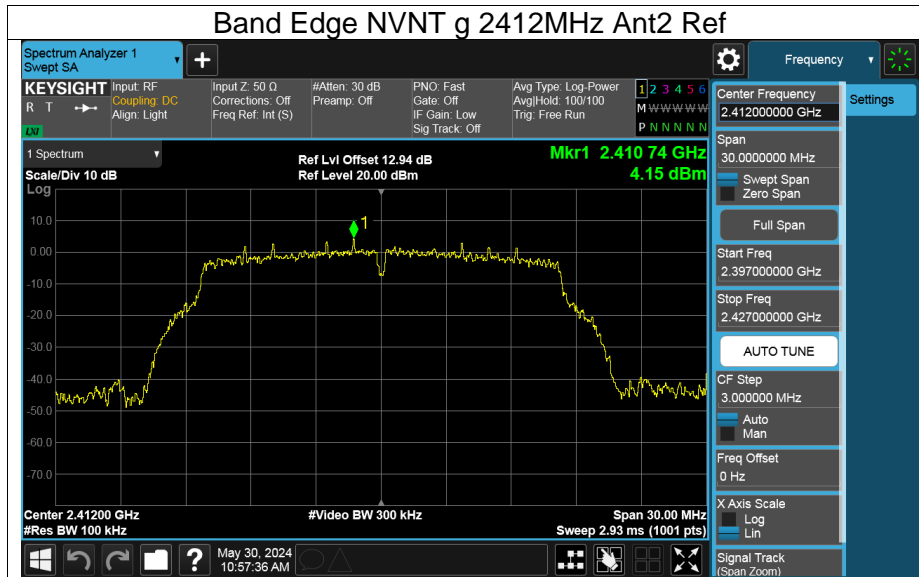 Band Edge NVNT g 2412MHz Ant2 Ref
Spectrum Analyzer 1
Swept SA
+
Frequency
KEYSIGHT
R T
LXI
Input: RF
Coupling: DC
Align: Light
Input Z: 50 Ω
Corrections: Off
Freq Ref: Int (S)
#Atten: 30 dB
Preamp: Off
PNO: Fast
Gate: Off
IF Gain: Low
Sig Track: Off
Avg Type: Log-Power
Avg|Hold: 100/100
Trig: Free Run
1 2 3 4 5 6
M W W W W W
P N N N N N
Center Frequency
2.412000000 GHz
Settings
1 Spectrum
Scale/Div 10 dB
Ref Lvl Offset 12.94 dB
Ref Level 20.00 dBm
Mkr1 2.410 74 GHz
4.15 dBm
Span
30.0000000 MHz
Swept Span
Zero Span
Full Span
Start Freq
2.397000000 GHz
Stop Freq
2.427000000 GHz
AUTO TUNE
CF Step
3.000000 MHz
Auto
Man
Freq Offset
0 Hz
X Axis Scale
Log
Lin
Signal Track
(Span Zoom)
Log
1
10.0
0.00
-10.0
-20.0
-30.0
-40.0
-50.0
-60.0
-70.0
Center 2.41200 GHz
#Res BW 100 kHz
#Video BW 300 kHz
Span 30.00 MHz
Sweep 2.93 ms (1001 pts)
?
May 30, 2024
10:57:36 AM